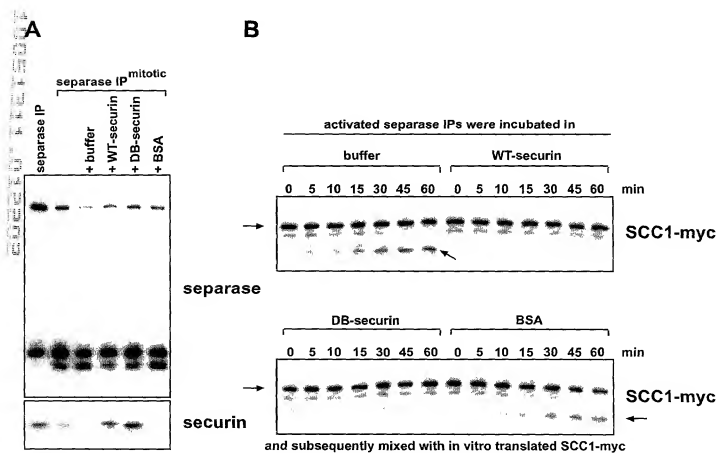 A
separase IP
separase IP mitotic
+ buffer
+ WT-securin
+ DB-securin
+ BSA
separase
securin
B
activated separase IPs were incubated in
buffer WT-securin
0 5 10 15 30 45 60 0 5 10 15 30 45 60 min
SCC1-myc
DB-securin BSA
0 5 10 15 30 45 60 0 5 10 15 30 45 60 min
SCC1-myc
and subsequently mixed with in vitro translated SCC1-myc